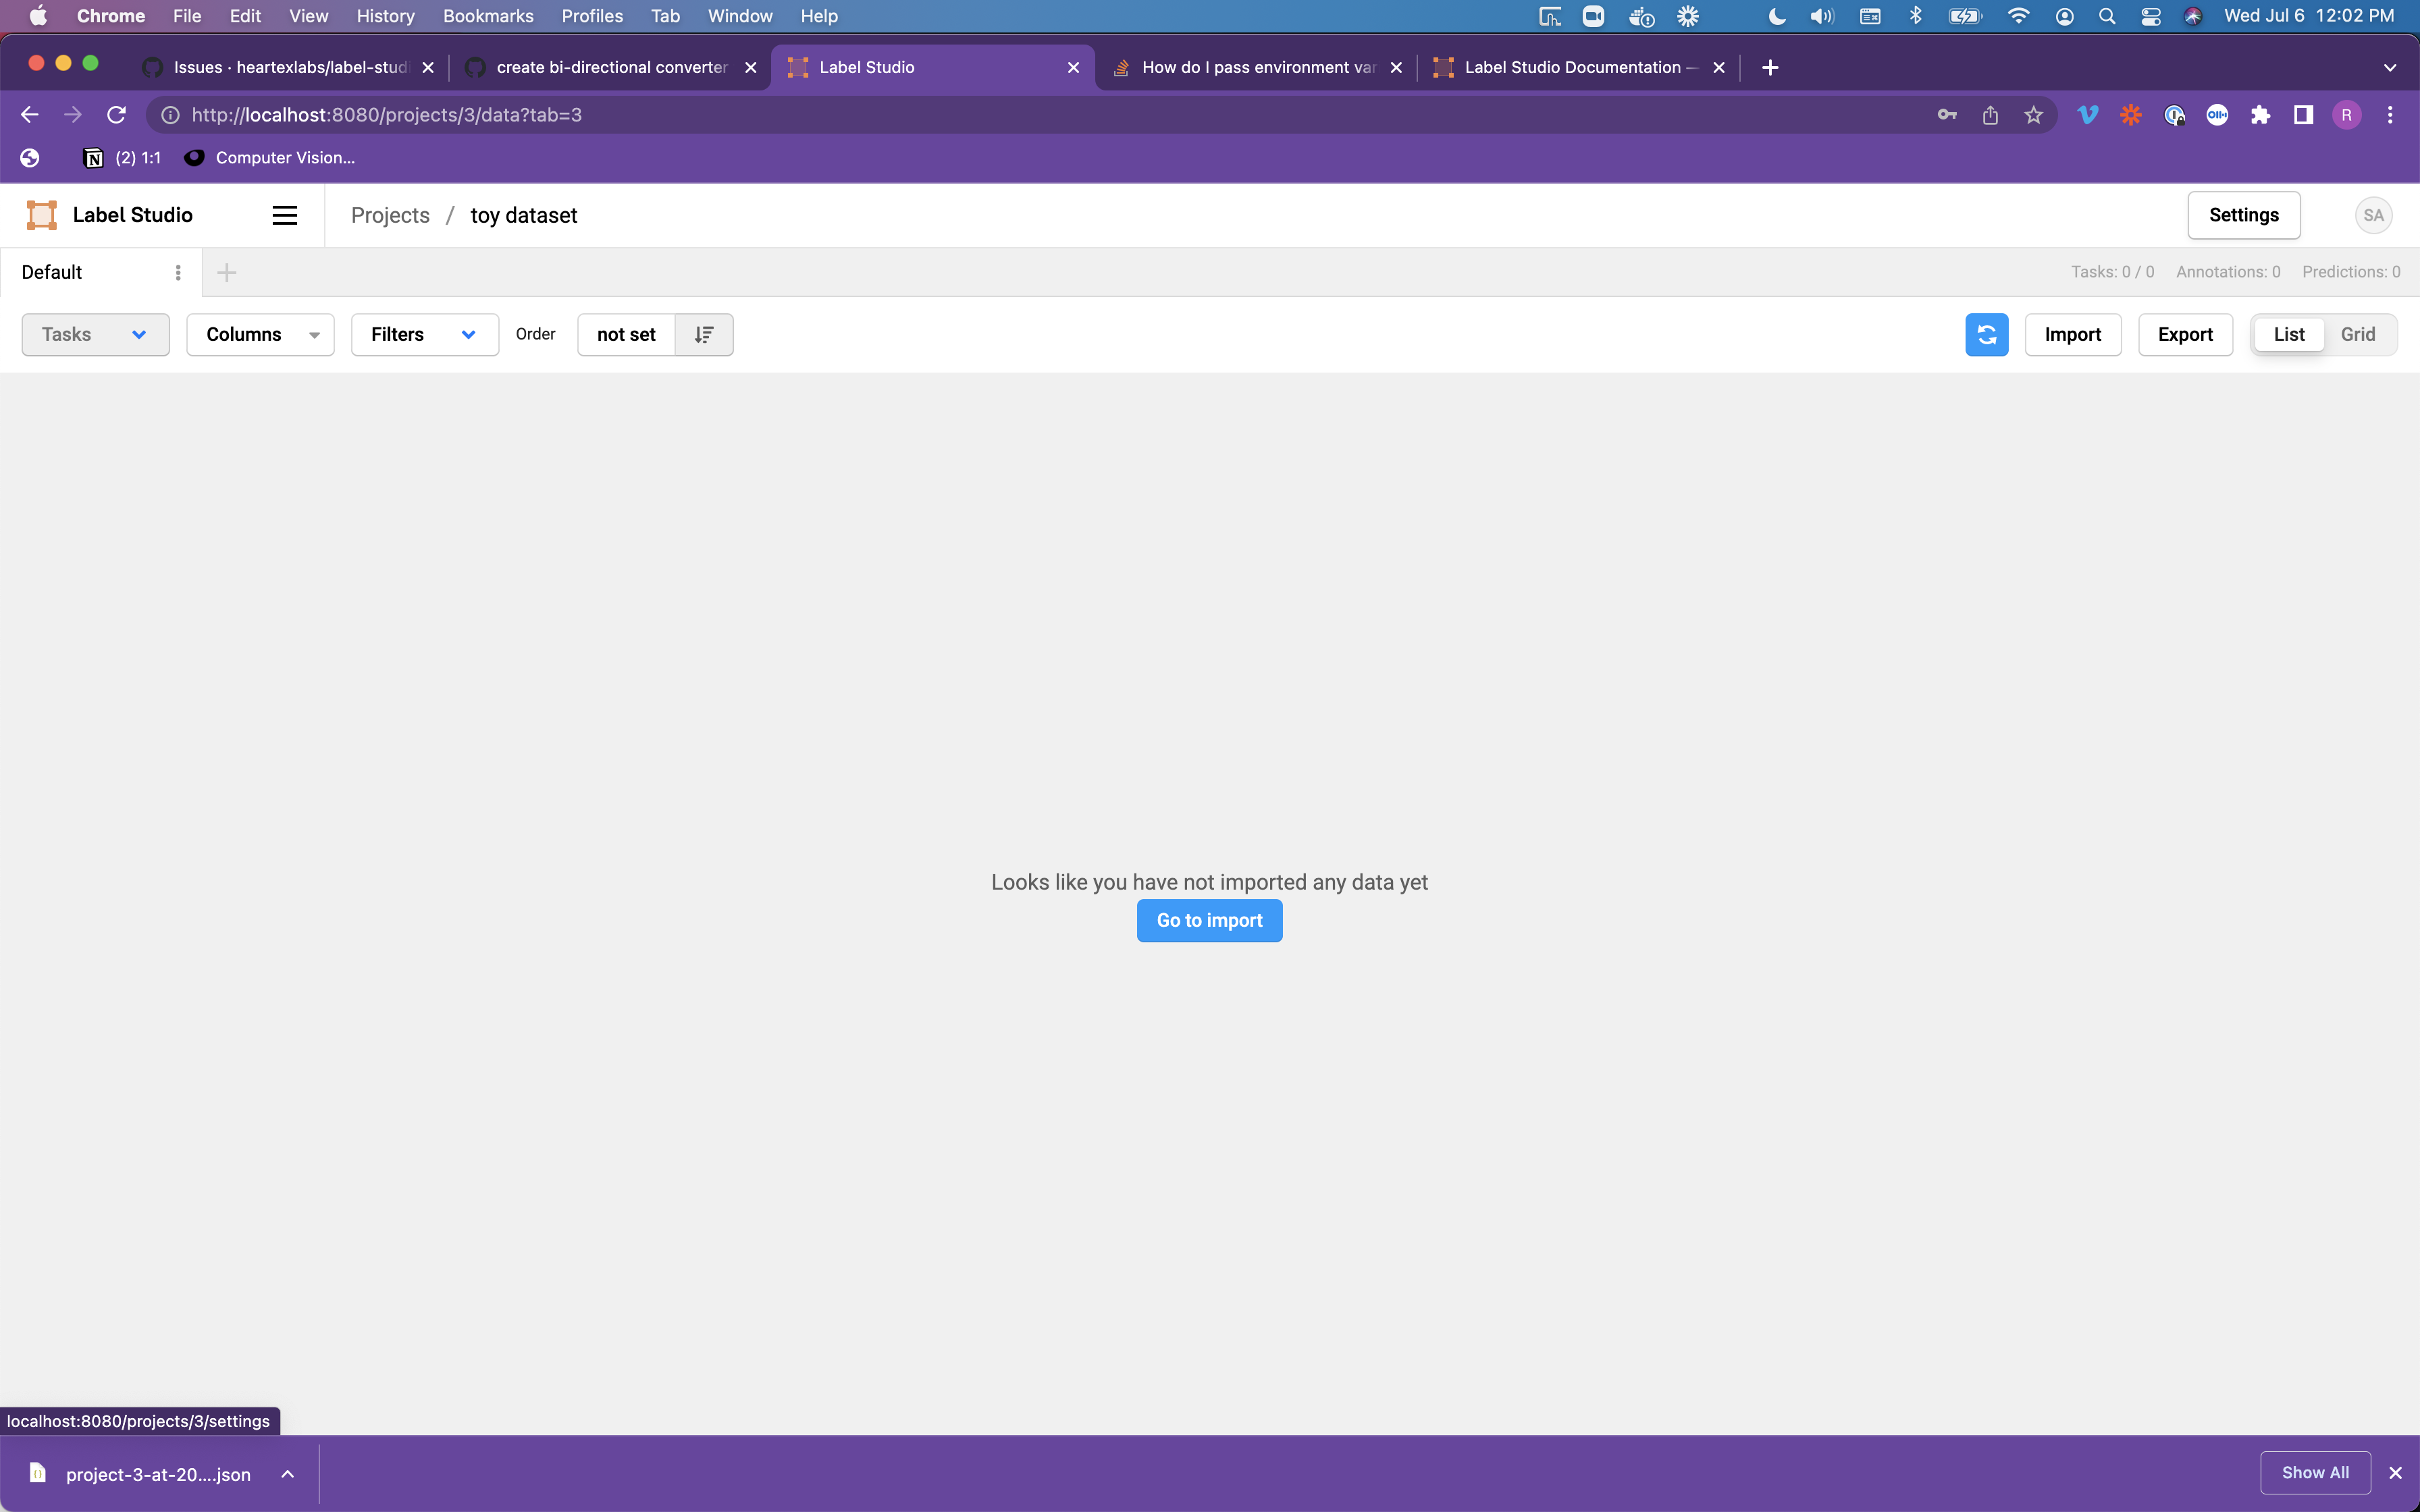 Chrome File Edit View History Bookmarks Profiles Tab Window Help Wed Jul 6 12:02 PM
Issues · heartexlabs/label-studi create bi-directional converter Label Studio How do I pass environment var Label Studio Documentation —
http://localhost:8080/projects/3/data?tab=3 R
(2) 1:1 Computer Vision...
Label Studio Projects / toy dataset Settings SA
Default Tasks: 0 / 0 Annotations: 0 Predictions: 0
Tasks Columns Filters Order not set Import Export List Grid
Looks like you have not imported any data yet
Go to import
localhost:8080/projects/3/settings
project-3-at-20....json Show All